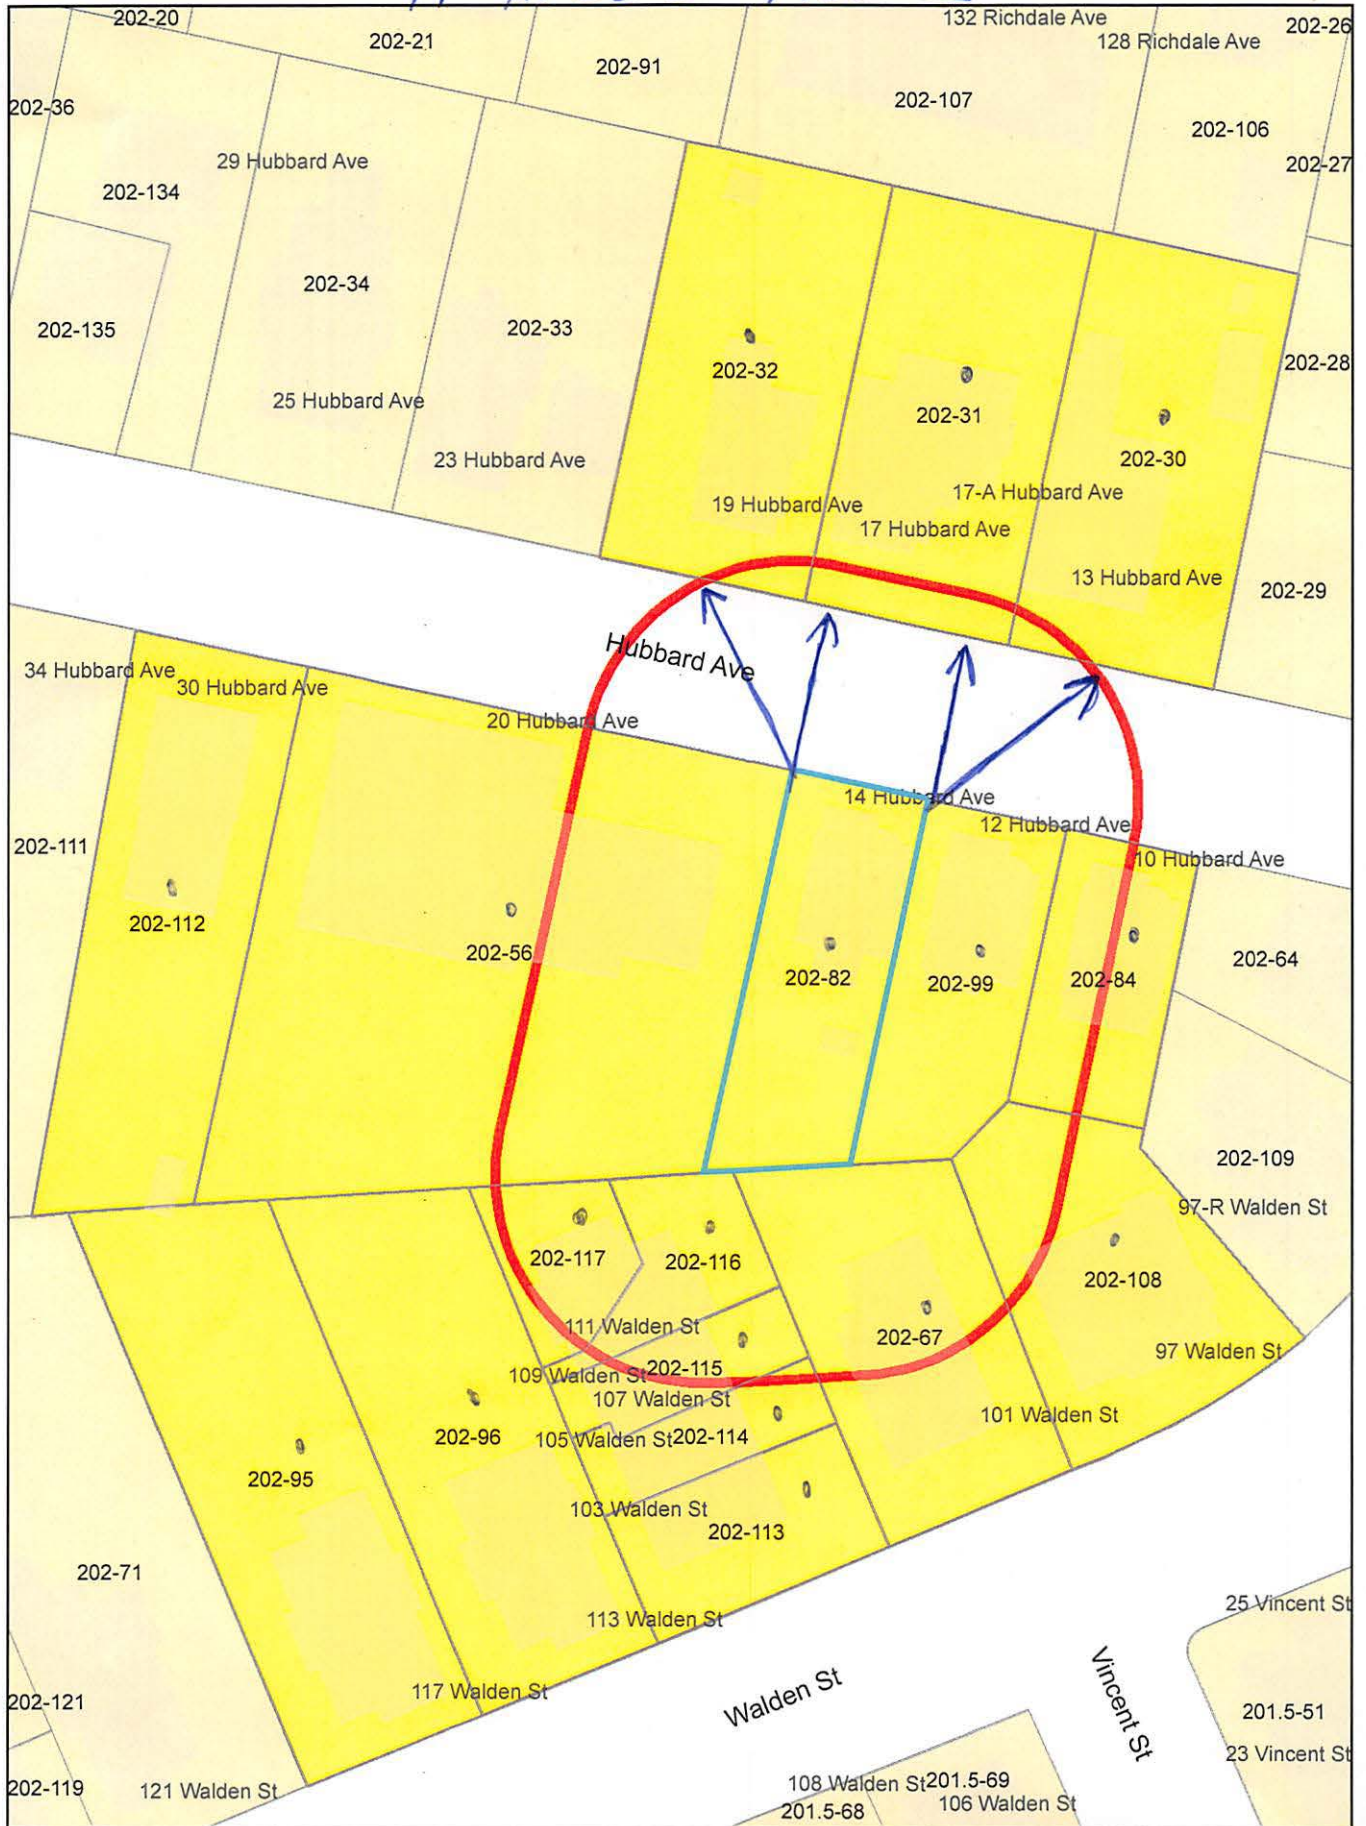 202-20
132 Richdale Ave
202-26
202-21
128 Richdale Ave
202-91
202-36
202-107
202-106
29 Hubbard Ave
202-27
202-134
202-34
202-135
202-33
202-28
202-32
25 Hubbard Ave
202-31
23 Hubbard Ave
202-30
17-A Hubbard Ave
19 Hubbard Ave
17 Hubbard Ave
13 Hubbard Ave
202-29
Hubbard Ave
34 Hubbard Ave
30 Hubbard Ave
20 Hubbard Ave
14 Hubbard Ave
12 Hubbard Ave
202-111
10 Hubbard Ave
202-112
202-56
202-82
202-99
202-84
202-64
202-109
97-R Walden St
202-117
202-116
202-108
111 Walden St
202-67
97 Walden St
202-115
109 Walden St
107 Walden St
101 Walden St
202-96
105 Walden St
202-114
202-95
103 Walden St
202-113
202-71
25 Vincent St
113 Walden St
117 Walden St
Walden St
Vincent St
202-121
201.5-51
23 Vincent St
202-119
121 Walden St
108 Walden St
201.5-69
201.5-68
106 Walden St